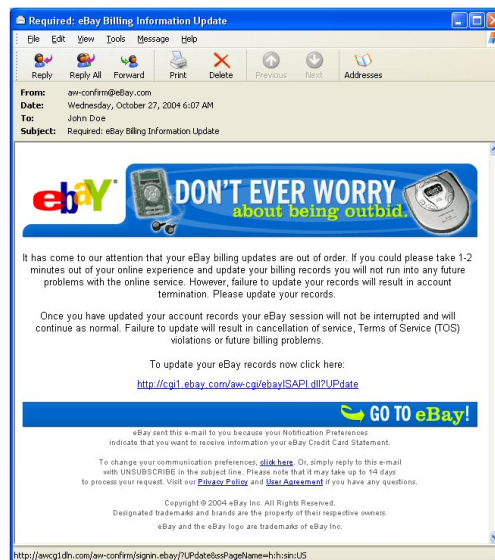 Required: eBay Billing Information Update
File Edit View Tools Message Help
Reply Reply All Forward Print Delete Previous Next Addresses
From: aw-confirm@eBay.com
Date: Wednesday, October 27, 2004 6:07 AM
To: John Doe
Subject: Required: eBay Billing Information Update
ebaY DON'T EVER WORRY
about being outbid.
It has come to our attention that your eBay billing updates are out of order. If you could please take 1-2
minutes out of your online experience and update your billing records you will not run into any future
problems with the online service. However, failure to update your records will result in account
termination. Please update your records.
Once you have updated your account records your eBay session will not be interrupted and will
continue as normal. Failure to update will result in cancellation of service, Terms of Service (TOS)
violations or future billing problems.
To update your eBay records now click here:
http://cgi1.ebay.com/aw-cgi/ebayISAPI.dll?UPdate
GO TO eBay!
eBay sent this e-mail to you because your Notification Preferences
indicate that you want to receive information your eBay Credit Card Statement.
To change your communication preferences, click here. Or, simply reply to this e-mail
with UNSUBSCRIBE in the subject line. Please note that it may take up to 14 days
to process your request. Visit our Privacy Policy and User Agreement if you have any questions.
Copyright © 2004 eBay Inc. All Rights Reserved.
Designated trademarks and brands are the property of their respective owners.
eBay and the eBay logo are trademarks of eBay Inc.
http://awcg1dln.com/aw-confirm/signin.ebay/?UPdate&ssPageName=h:h:sin:US